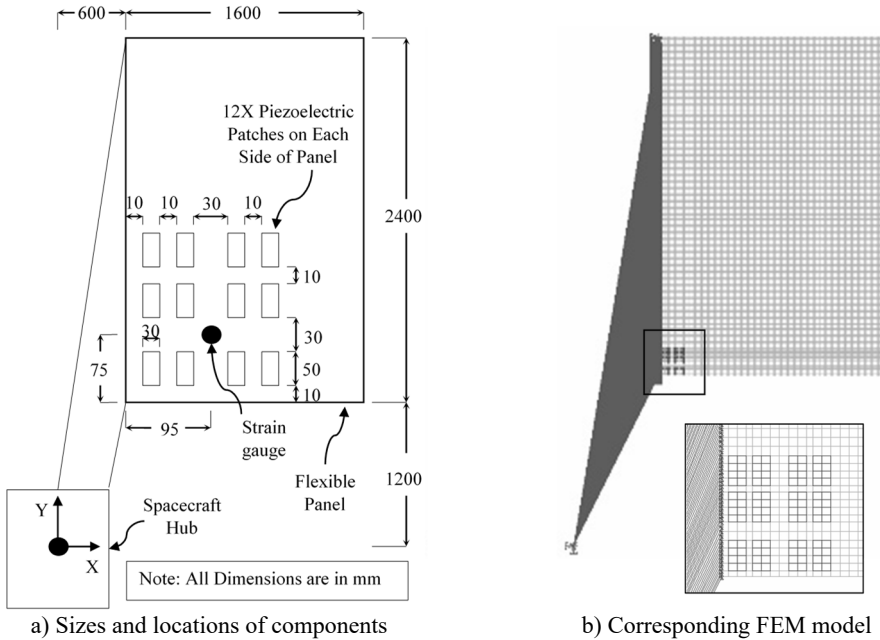 600
1600
12X Piezoelectric
Patches on Each
Side of Panel
10
10
30
10
2400
10
30
30
75
50
10
95
Strain
gauge
Flexible
Panel
1200
Y
X
Spacecraft
Hub
Note: All Dimensions are in mm
a) Sizes and locations of components
b) Corresponding FEM model